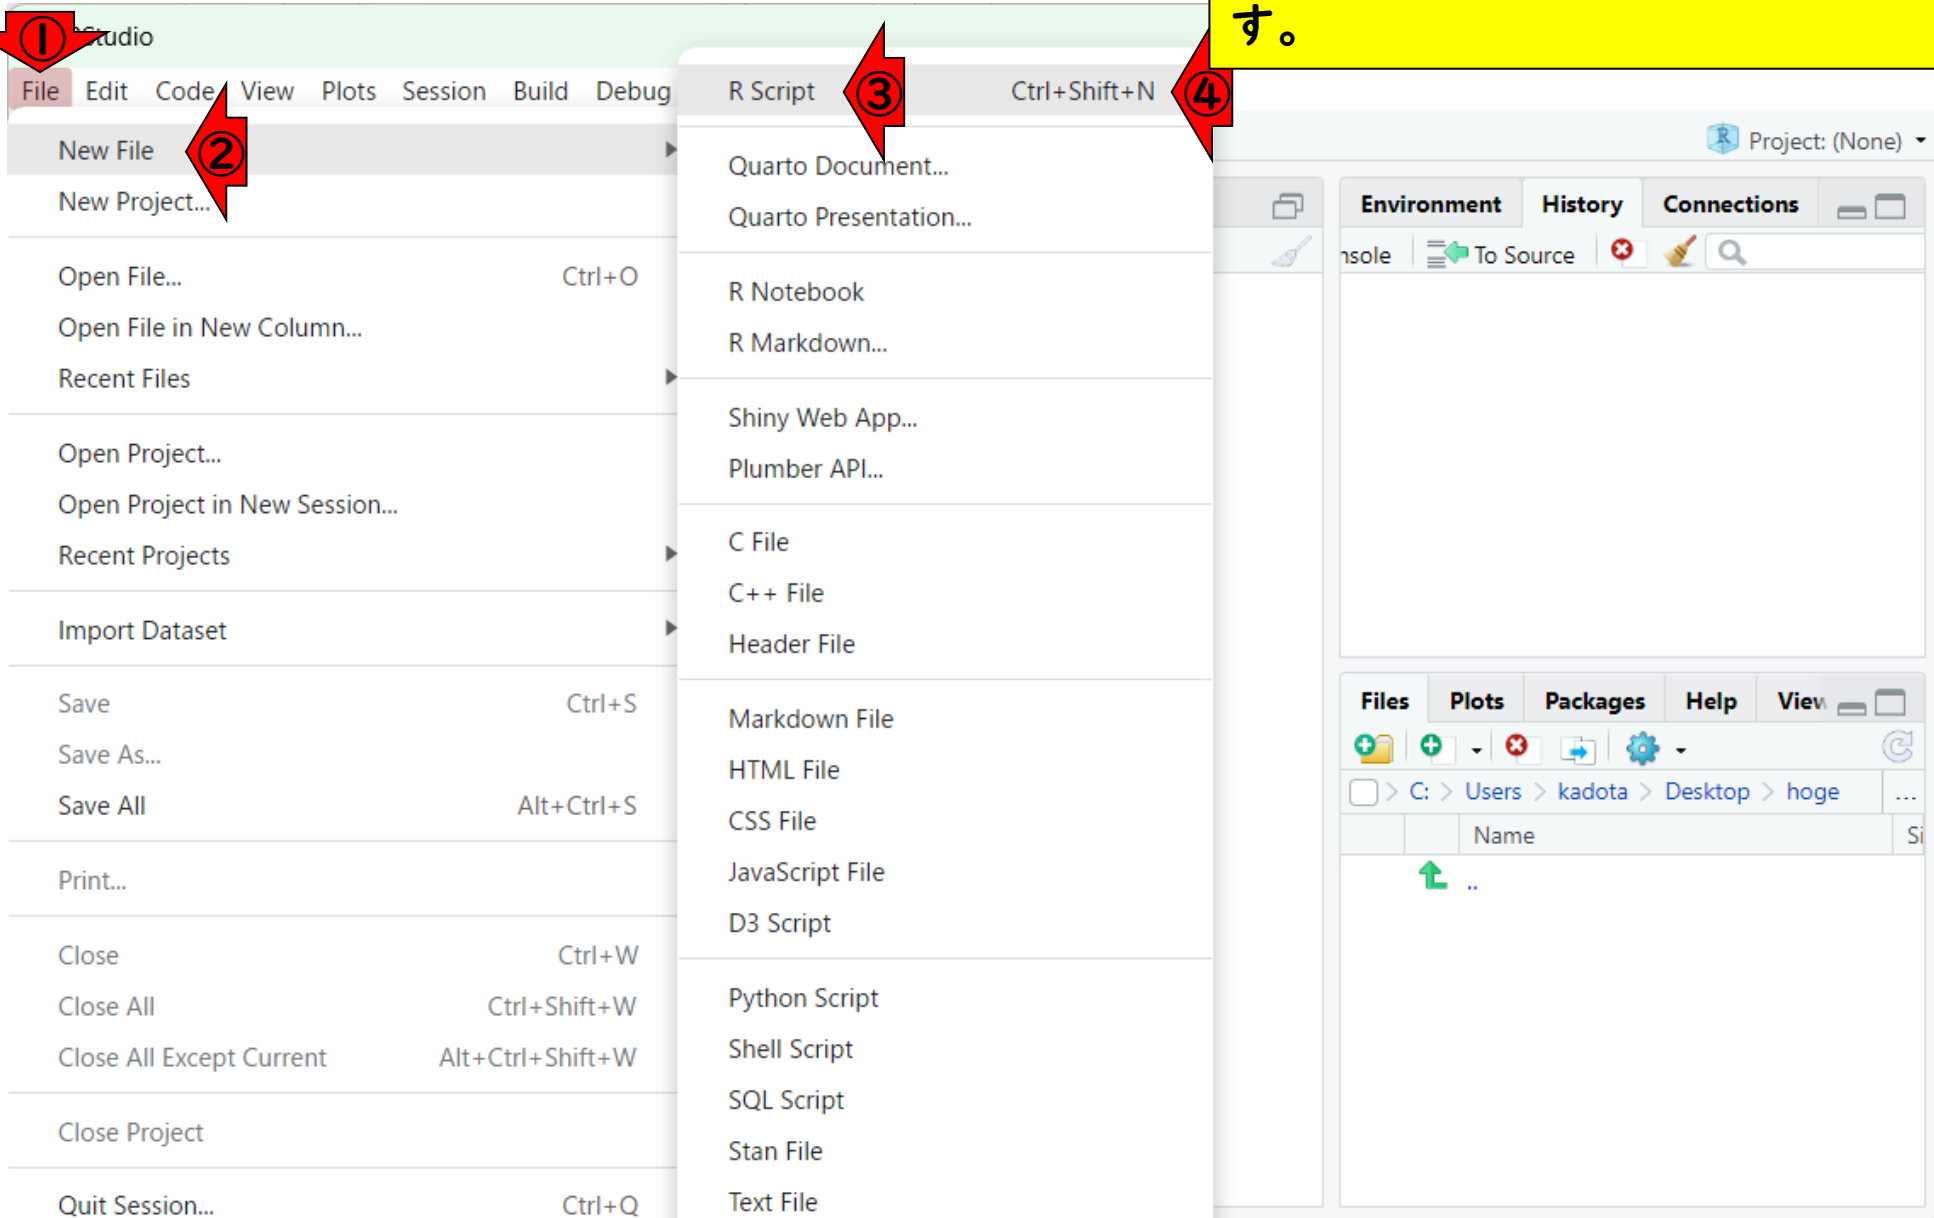 す。
①
RStudio
File Edit Code View Plots Session Build Debug
New File ②
New Project...
Open File... Ctrl+O
Open File in New Column...
Recent Files
Open Project...
Open Project in New Session...
Recent Projects
Import Dataset
Save Ctrl+S
Save As...
Save All Alt+Ctrl+S
Print...
Close Ctrl+W
Close All Ctrl+Shift+W
Close All Except Current Alt+Ctrl+Shift+W
Close Project
Quit Session... Ctrl+Q
R Script ③ Ctrl+Shift+N ④
Quarto Document...
Quarto Presentation...
R Notebook
R Markdown...
Shiny Web App...
Plumber API...
C File
C++ File
Header File
Markdown File
HTML File
CSS File
JavaScript File
D3 Script
Python Script
Shell Script
SQL Script
Stan File
Text File
Project: (None)
Environment History Connections
nsole To Source
Files Plots Packages Help View
C: > Users > kadota > Desktop > hoge ...
Name Si
..